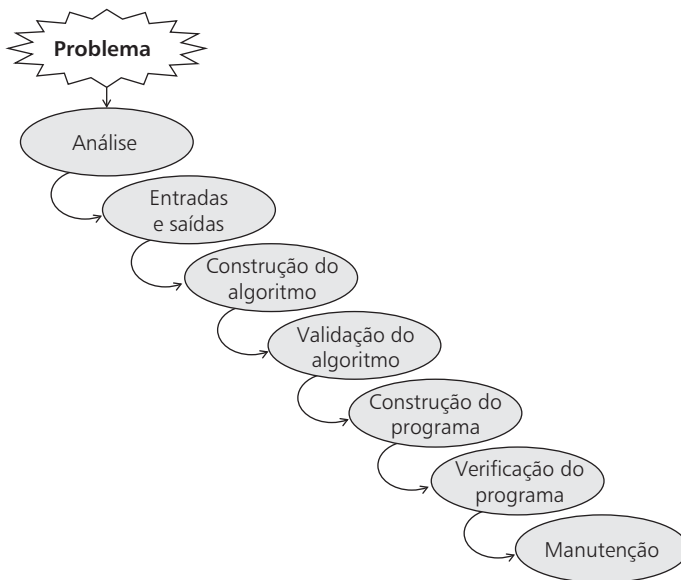 Problema
Análise
Entradas
e saídas
Construção do
algoritmo
Validação do
algoritmo
Construção do
programa
Verificação do
programa
Manutenção